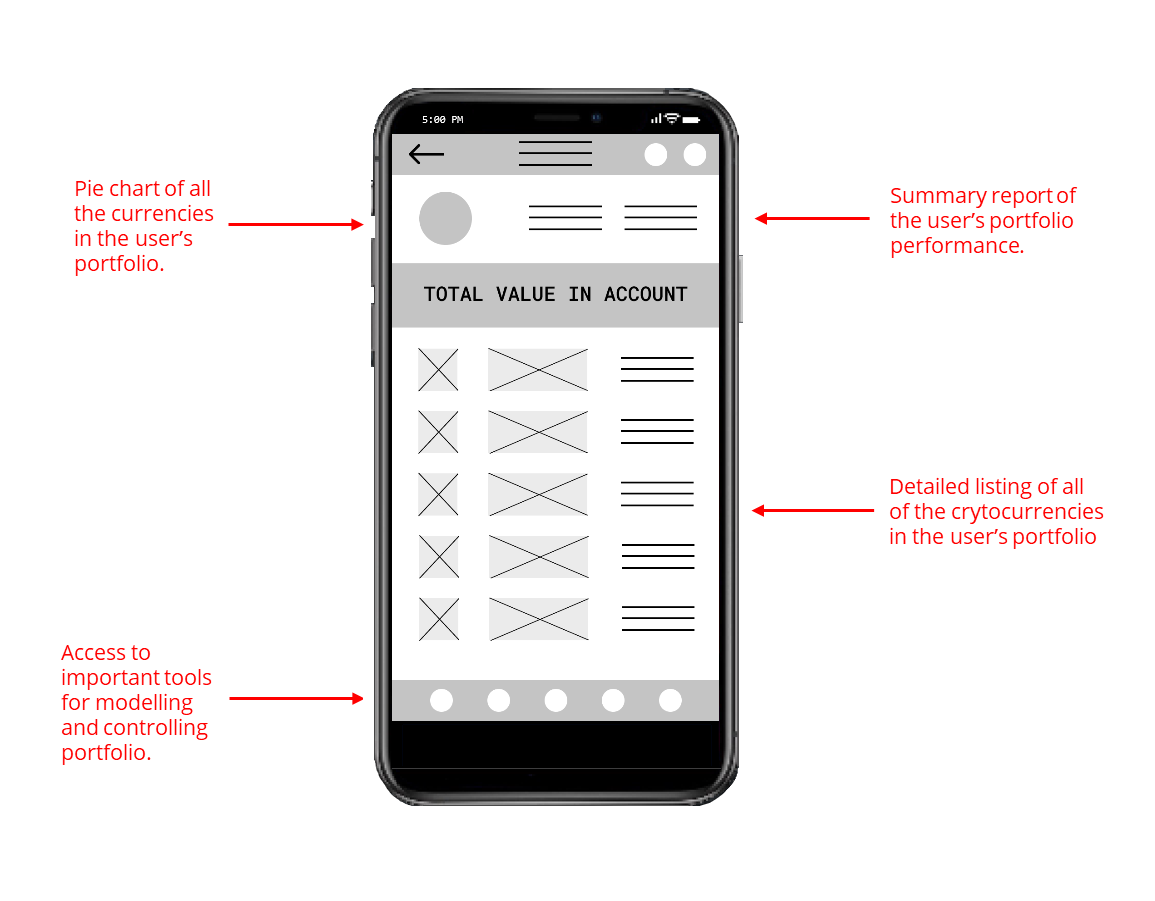 5:00 PM
Pie chart of all
the currencies
in the user's
portfolio.
Summary report of
the user's portfolio
performance.
TOTAL VALUE IN ACCOUNT
Detailed listing of all
of the crytocurrencies
in the user's portfolio
Access to
important tools
for modelling
and controlling
portfolio.